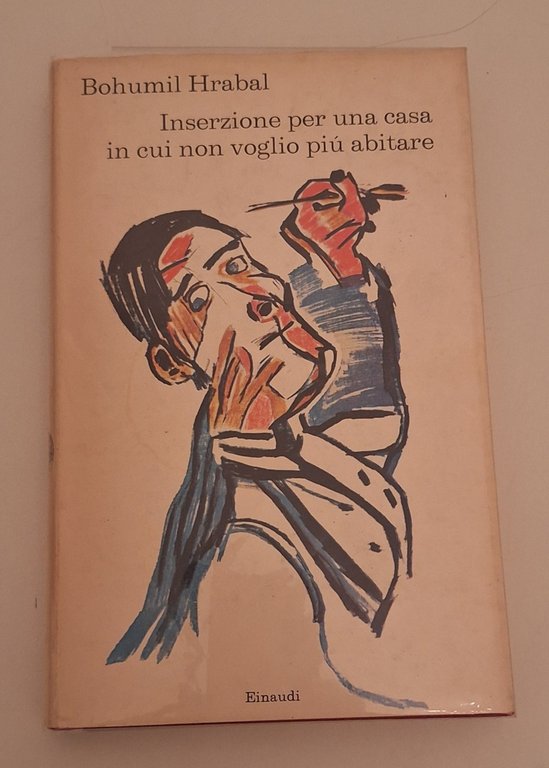 Bohumil Hrabal
Inserzione per una casa
in cui non voglio piú abitare
Einaudi